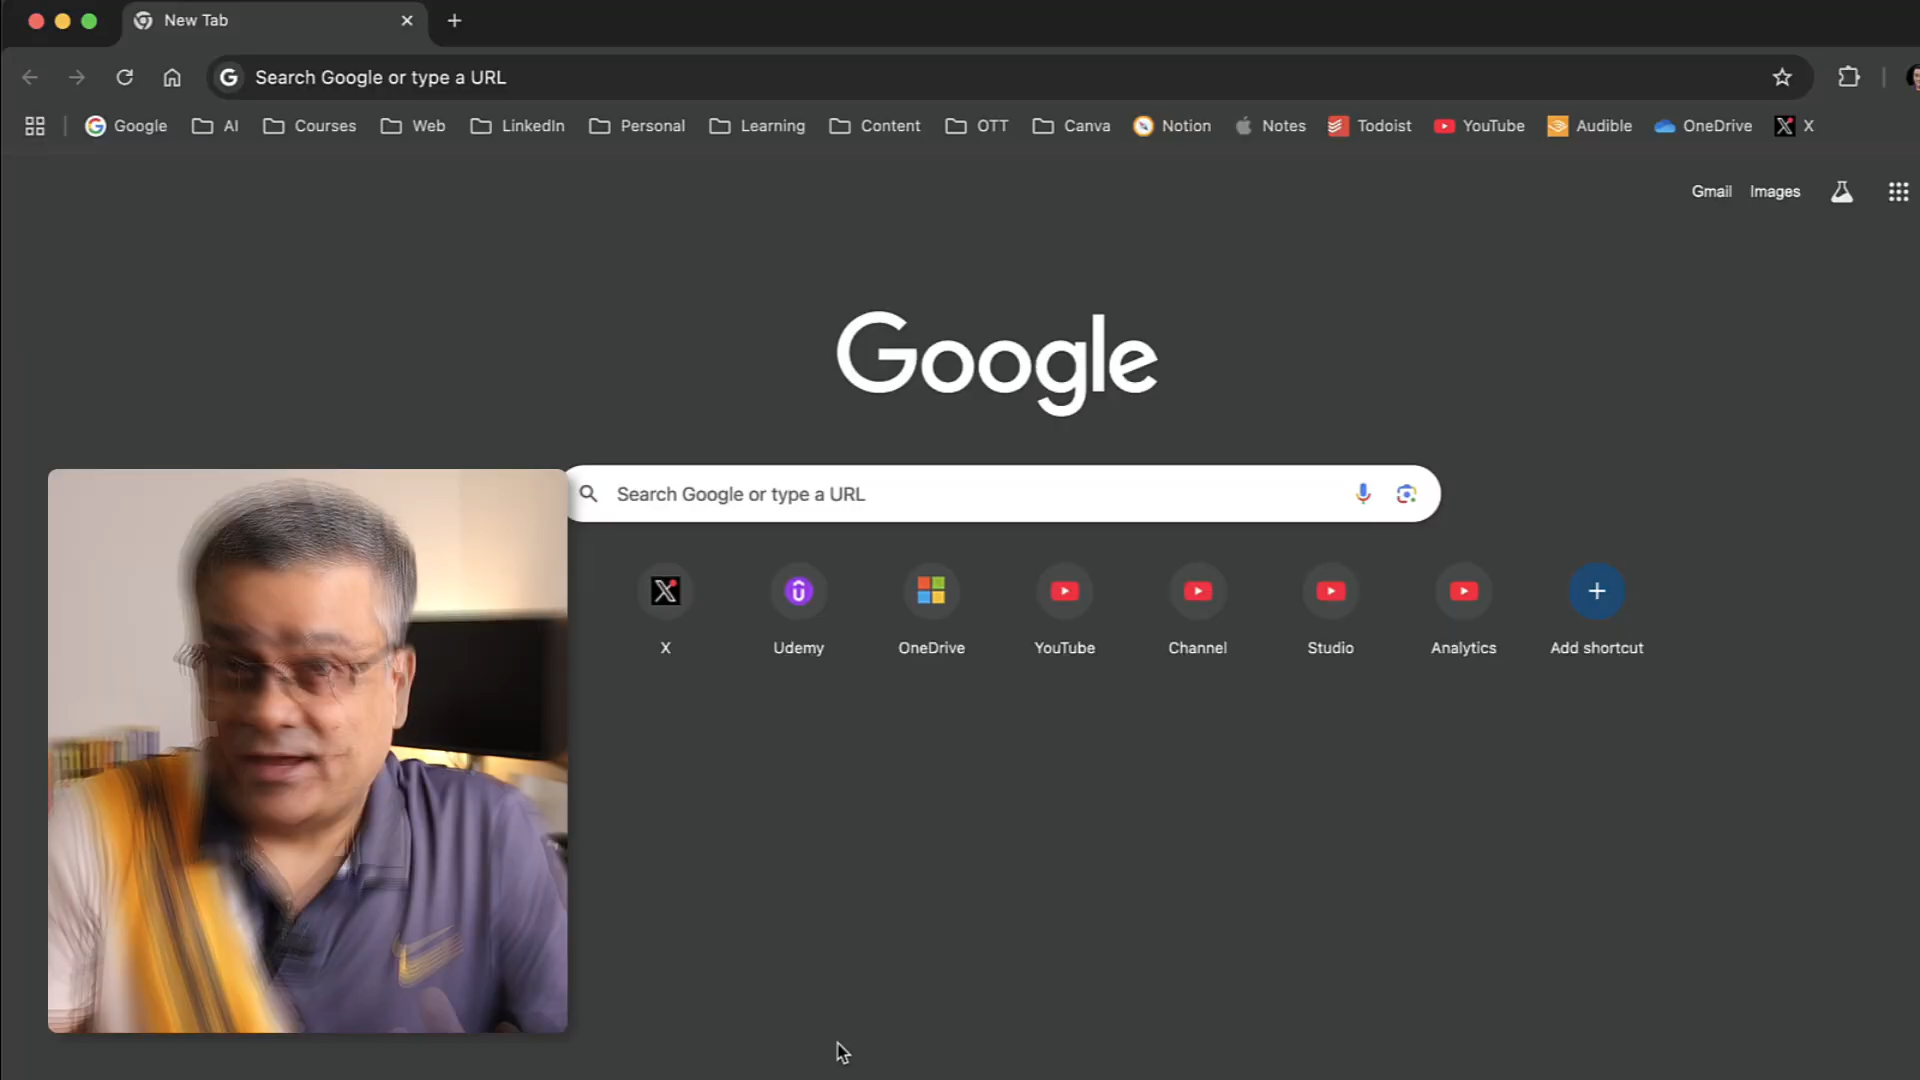 New Tab
Search Google or type a URL
Google AI Courses Web LinkedIn Personal Learning Content OTT Canva Notion Notes Todoist YouTube Audible OneDrive X
Gmail Images
Google
Search Google or type a URL
X Udemy OneDrive YouTube Channel Studio Analytics Add shortcut